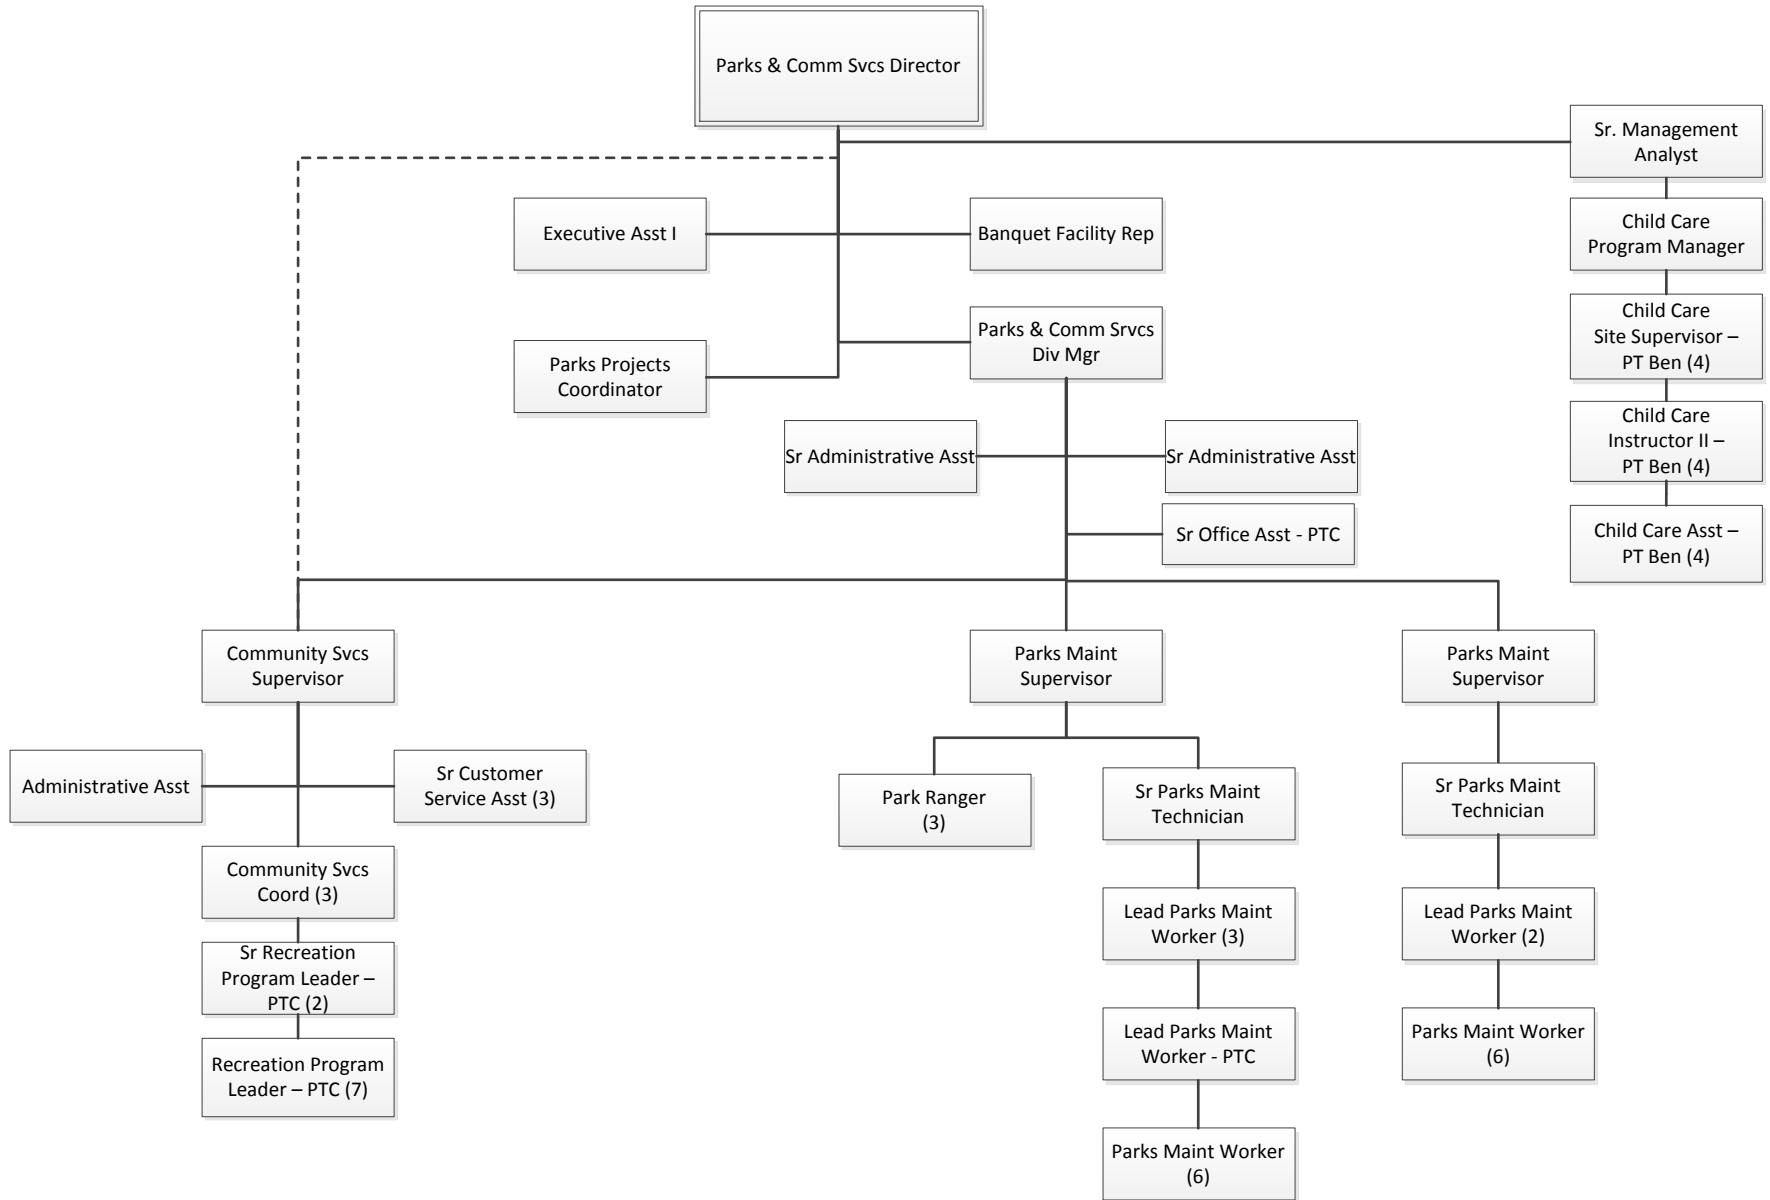 Parks & Comm Svcs Director
Sr. Management
Analyst
Executive Asst I
Banquet Facility Rep
Child Care
Program Manager
Parks Projects
Coordinator
Parks & Comm Srvcs
Div Mgr
Child Care
Site Supervisor –
PT Ben (4)
Sr Administrative Asst
Sr Administrative Asst
Child Care
Instructor II –
PT Ben (4)
Sr Office Asst - PTC
Child Care Asst –
PT Ben (4)
Community Svcs
Supervisor
Parks Maint
Supervisor
Parks Maint
Supervisor
Administrative Asst
Sr Customer
Service Asst (3)
Park Ranger
(3)
Sr Parks Maint
Technician
Sr Parks Maint
Technician
Community Svcs
Coord (3)
Lead Parks Maint
Worker (3)
Lead Parks Maint
Worker (2)
Sr Recreation
Program Leader –
PTC (2)
Lead Parks Maint
Worker - PTC
Parks Maint Worker
(6)
Recreation Program
Leader – PTC (7)
Parks Maint Worker
(6)